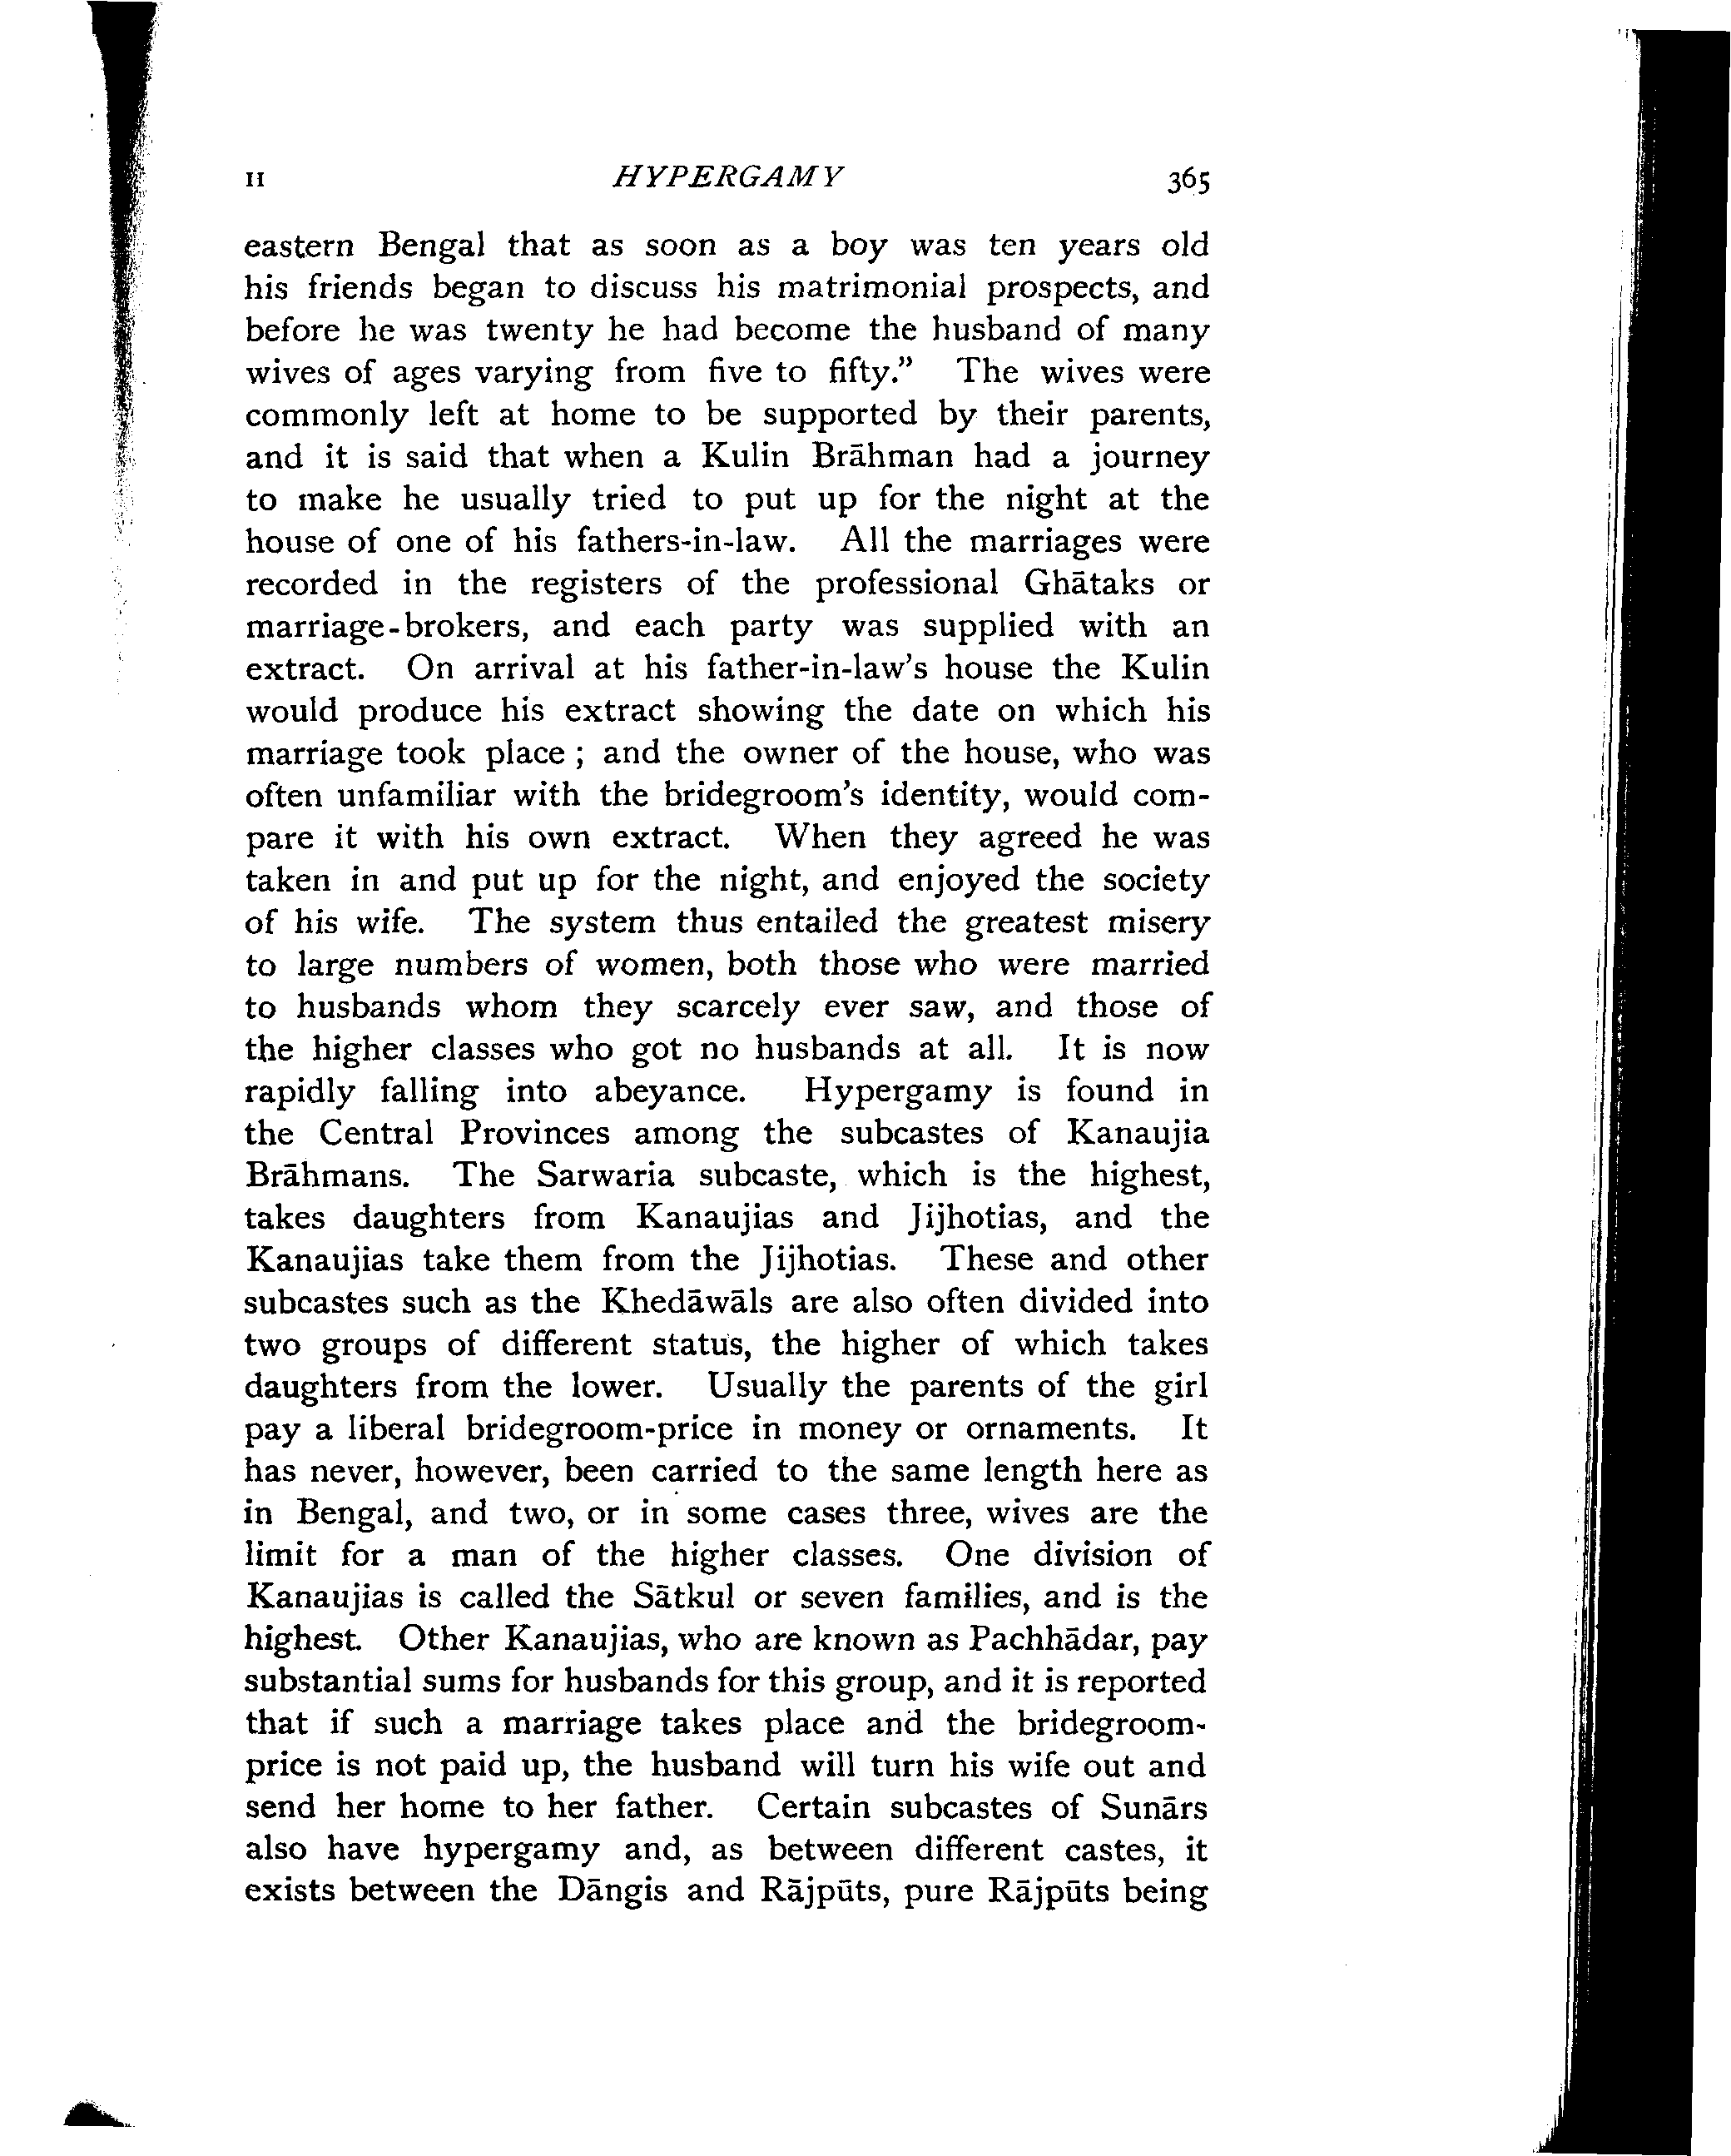 II HYPERGAMY 365
eastern Bengal that as soon as a boy was ten years old
his friends began to discuss his matrimonial prospects, and
before he was twenty he had become the husband of many
wives of ages varying from five to fifty.” The wives were
commonly left at home to be supported by their parents,
and it is said that when a Kulin Brāhman had a journey
to make he usually tried to put up for the night at the
house of one of his fathers-in-law. All the marriages were
recorded in the registers of the professional Ghātaks or
marriage-brokers, and each party was supplied with an
extract. On arrival at his father-in-law’s house the Kulin
would produce his extract showing the date on which his
marriage took place ; and the owner of the house, who was
often unfamiliar with the bridegroom’s identity, would com-
pare it with his own extract. When they agreed he was
taken in and put up for the night, and enjoyed the society
of his wife. The system thus entailed the greatest misery
to large numbers of women, both those who were married
to husbands whom they scarcely ever saw, and those of
the higher classes who got no husbands at all. It is now
rapidly falling into abeyance. Hypergamy is found in
the Central Provinces among the subcastes of Kanaujia
Brāhmans. The Sarwaria subcaste, which is the highest,
takes daughters from Kanaujias and Jijhotias, and the
Kanaujias take them from the Jijhotias. These and other
subcastes such as the Khedāwāls are also often divided into
two groups of different status, the higher of which takes
daughters from the lower. Usually the parents of the girl
pay a liberal bridegroom-price in money or ornaments. It
has never, however, been carried to the same length here as
in Bengal, and two, or in some cases three, wives are the
limit for a man of the higher classes. One division of
Kanaujias is called the Sātkul or seven families, and is the
highest. Other Kanaujias, who are known as Pachhādar, pay
substantial sums for husbands for this group, and it is reported
that if such a marriage takes place and the bridegroom-
price is not paid up, the husband will turn his wife out and
send her home to her father. Certain subcastes of Sunārs
also have hypergamy and, as between different castes, it
exists between the Dāngis and Rājpūts, pure Rājpūts being